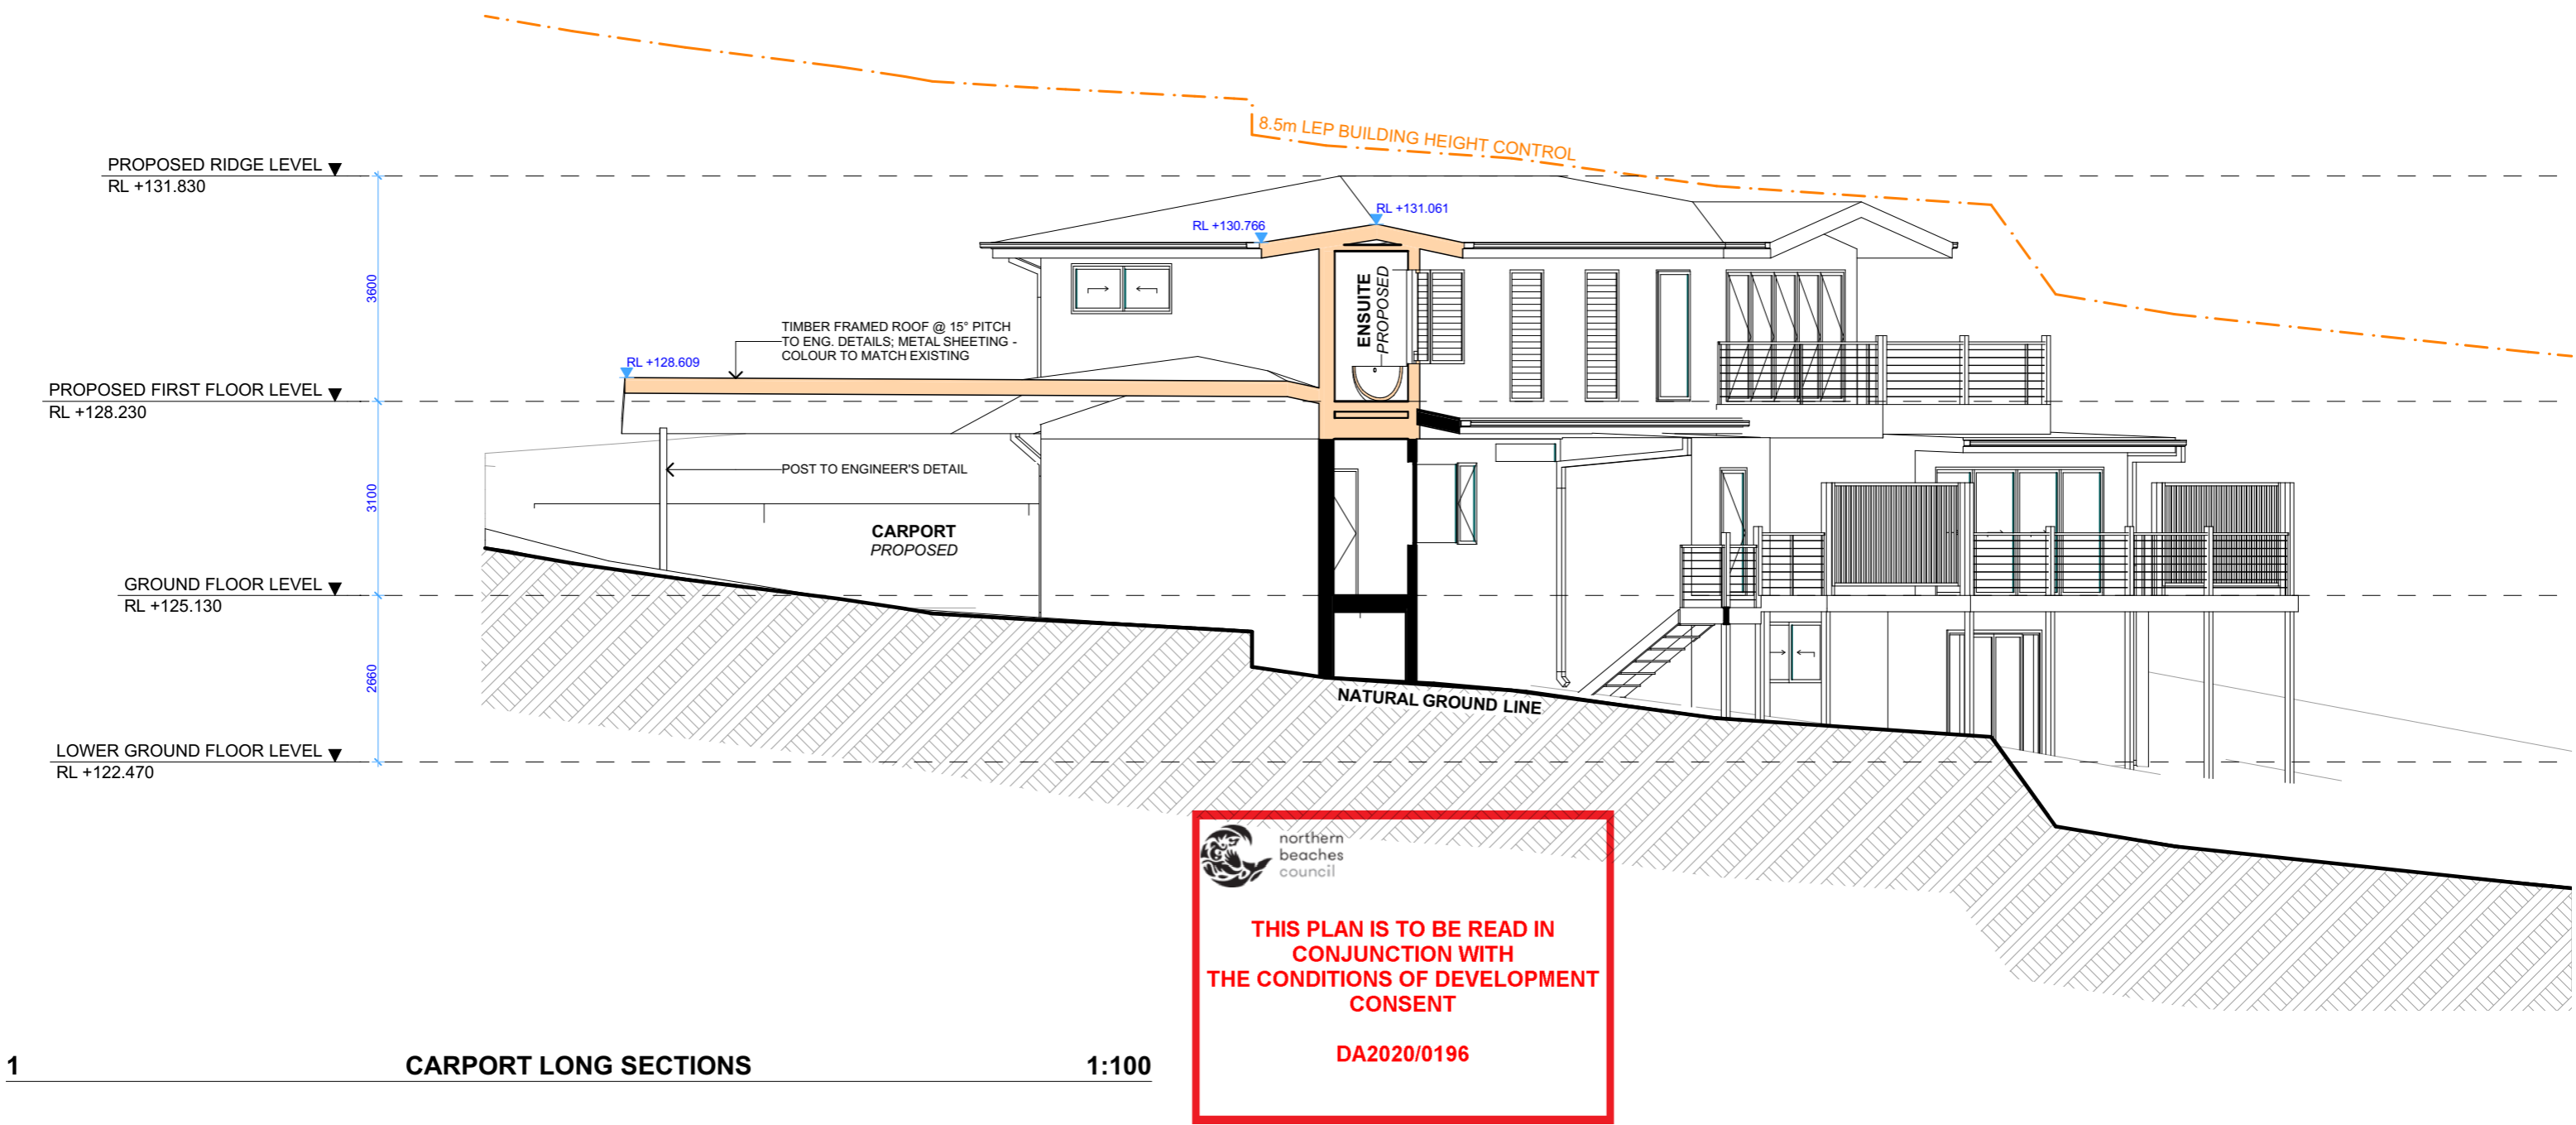 8.5m LEP BUILDING HEIGHT CONTROL
PROPOSED RIDGE LEVEL
RL +131.830
RL +131.061
RL +130.766
3600
ENSUITE
PROPOSED
TIMBER FRAMED ROOF @ 15° PITCH
TO ENG. DETAILS; METAL SHEETING -
COLOUR TO MATCH EXISTING
RL +128.609
PROPOSED FIRST FLOOR LEVEL
RL +128.230
POST TO ENGINEER'S DETAIL
3100
CARPORT
PROPOSED
GROUND FLOOR LEVEL
RL +125.130
2660
NATURAL GROUND LINE
LOWER GROUND FLOOR LEVEL
RL +122.470
northern
beaches
council
THIS PLAN IS TO BE READ IN
CONJUNCTION WITH
THE CONDITIONS OF DEVELOPMENT
CONSENT
DA2020/0196
1 CARPORT LONG SECTIONS 1:100